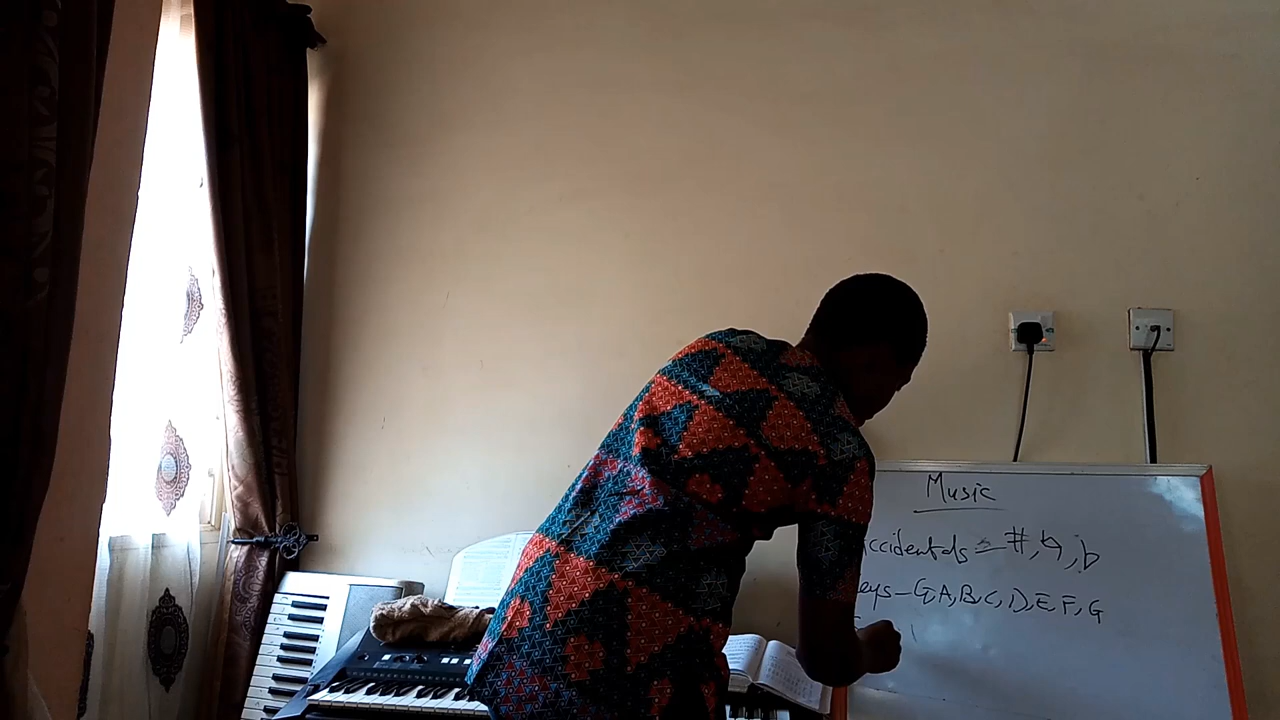 Music
ccidentals = #, ♮, b
eys - G, A, B, C, D, E, F, G